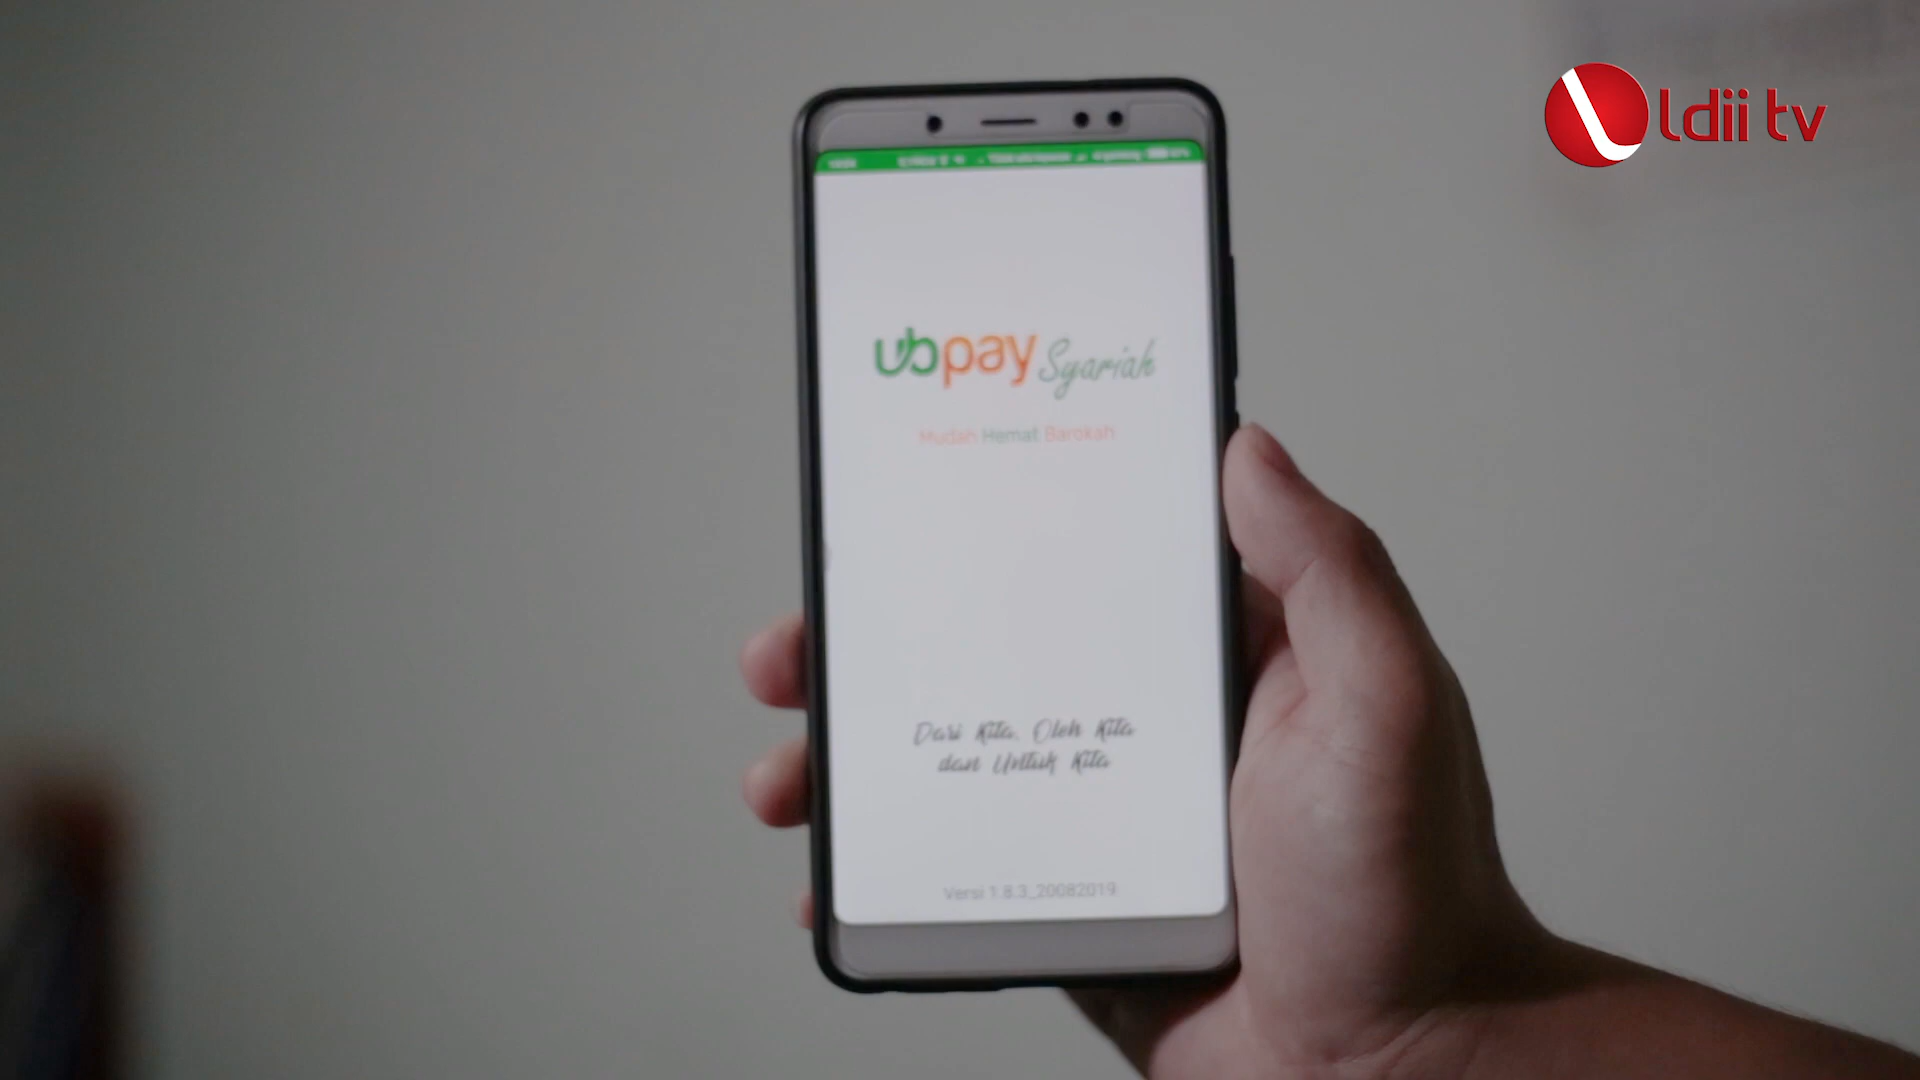 ldii tv
ubpay Syariah
Mudah Hemat Barokah
Dari Kita, Oleh Kita
dan Untuk Kita
Versi 1.8.3_20082019